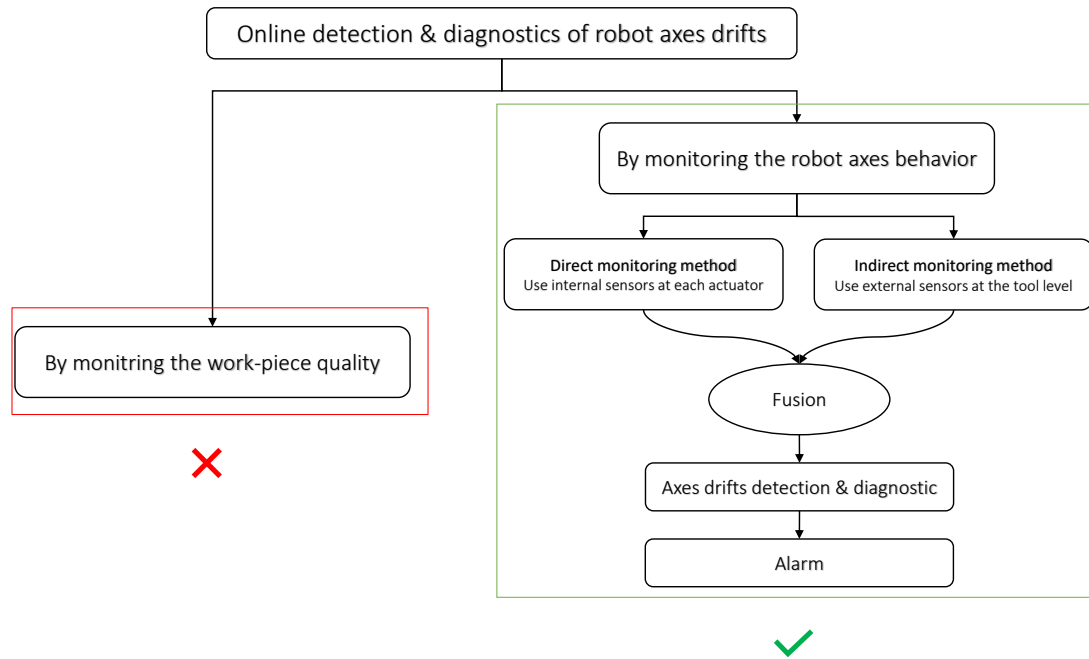 Online detection & diagnostics of robot axes drifts
By monitoring the robot axes behavior
Direct monitoring method
Use internal sensors at each actuator
Indirect monitoring method
Use external sensors at the tool level
By monitring the work-piece quality
Fusion
Axes drifts detection & diagnostic
Alarm